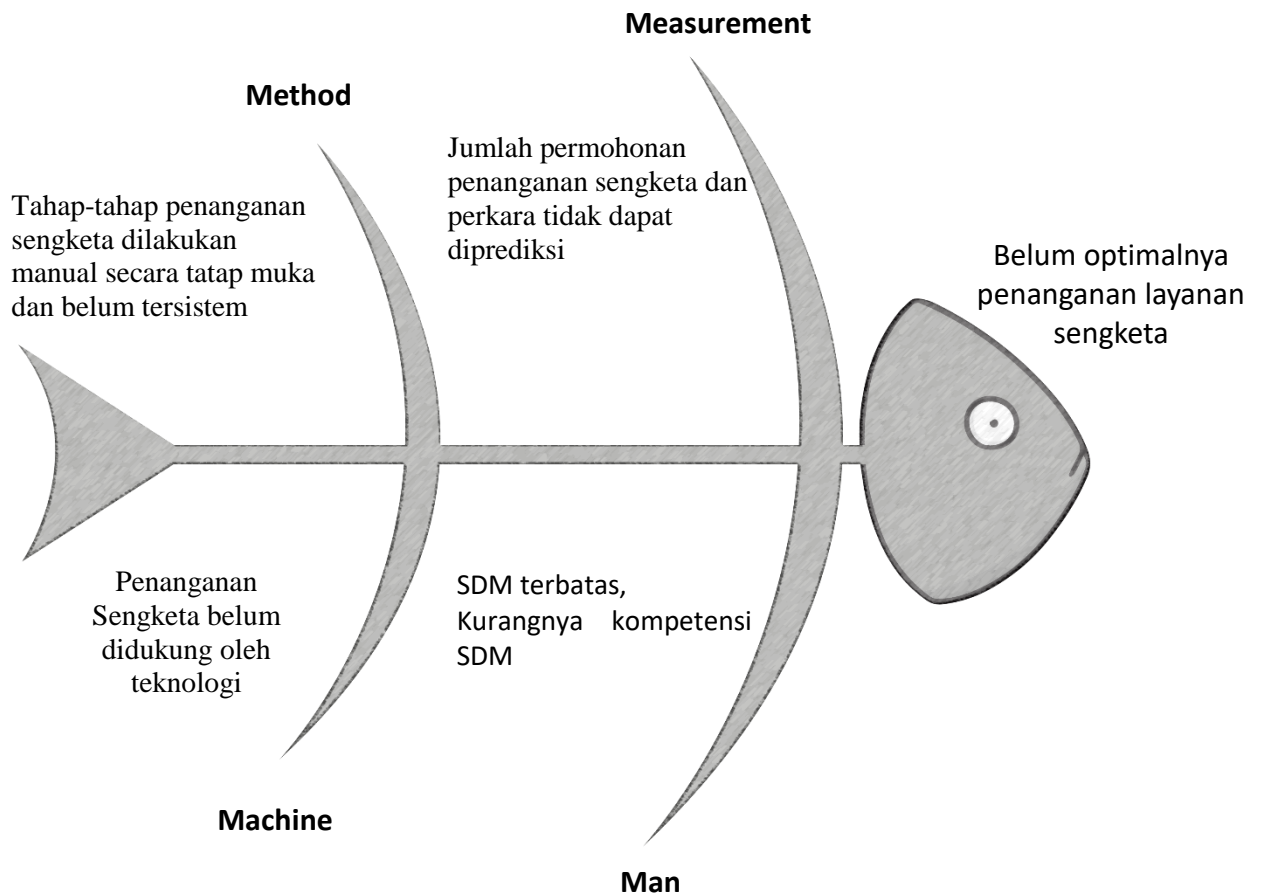 Measurement
Method
Jumlah permohonan
penanganan sengketa dan
perkara tidak dapat
diprediksi
Tahap-tahap penanganan
sengketa dilakukan
manual secara tatap muka
dan belum tersistem
Belum optimalnya
penanganan layanan
sengketa
Penanganan
Sengketa belum
didukung oleh
teknologi
SDM terbatas,
Kurangnya kompetensi
SDM
Machine
Man